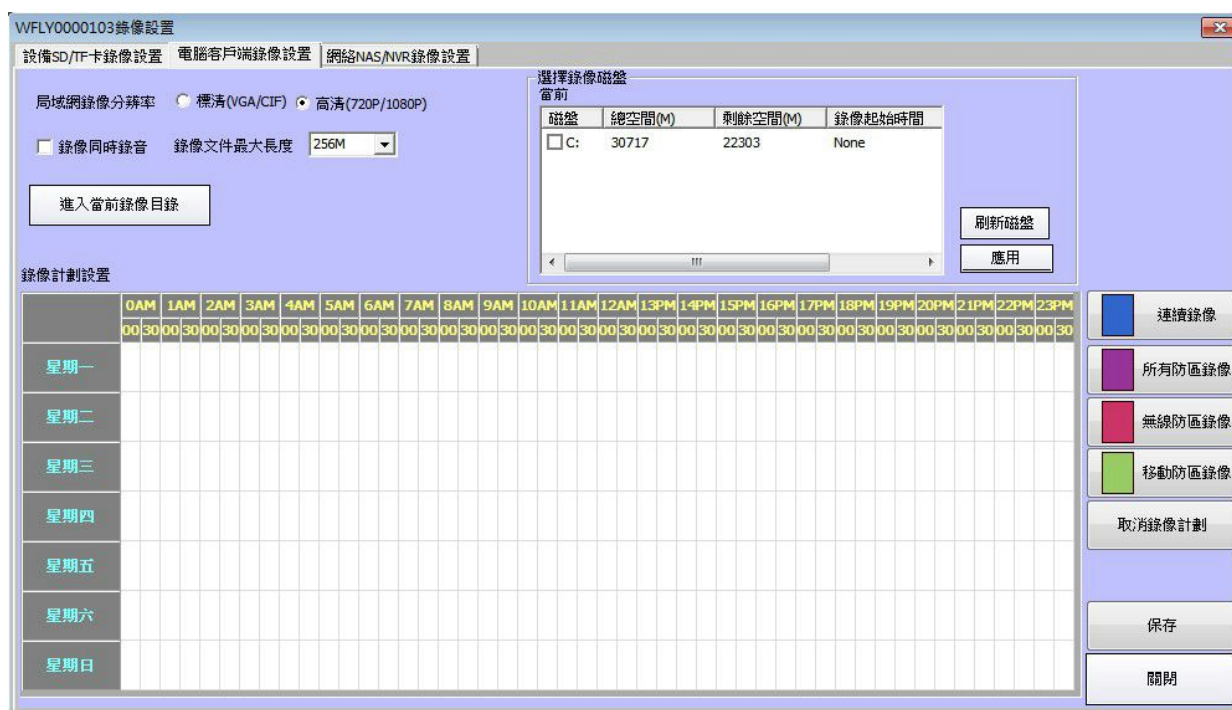 WFLY0000103錄像設置
設備SD/TF卡錄像設置 電腦客戶端錄像設置 網絡NAS/NVR錄像設置
局域網錄像分辨率 標清(VGA/CIF) 高清(720P/1080P)
錄像同時錄音 錄像文件最大長度 256M
進入當前錄像目錄
選擇錄像磁盤
當前
磁盤 總空間(M) 剩餘空間(M) 錄像起始時間
C: 30717 22303 None
刷新磁盤
應用
錄像計劃設置
0AM 1AM 2AM 3AM 4AM 5AM 6AM 7AM 8AM 9AM 10AM 11AM 12AM 13PM 14PM 15PM 16PM 17PM 18PM 19PM 20PM 21PM 22PM 23PM
00 30 00 30 00 30 00 30 00 30 00 30 00 30 00 30 00 30 00 30 00 30 00 30 00 30 00 30 00 30 00 30 00 30 00 30 00 30 00 30 00 30 00 30 00 30 00 30
星期一
星期二
星期三
星期四
星期五
星期六
星期日
連續錄像
所有防區錄像
無線防區錄像
移動防區錄像
取消錄像計劃
保存
關閉